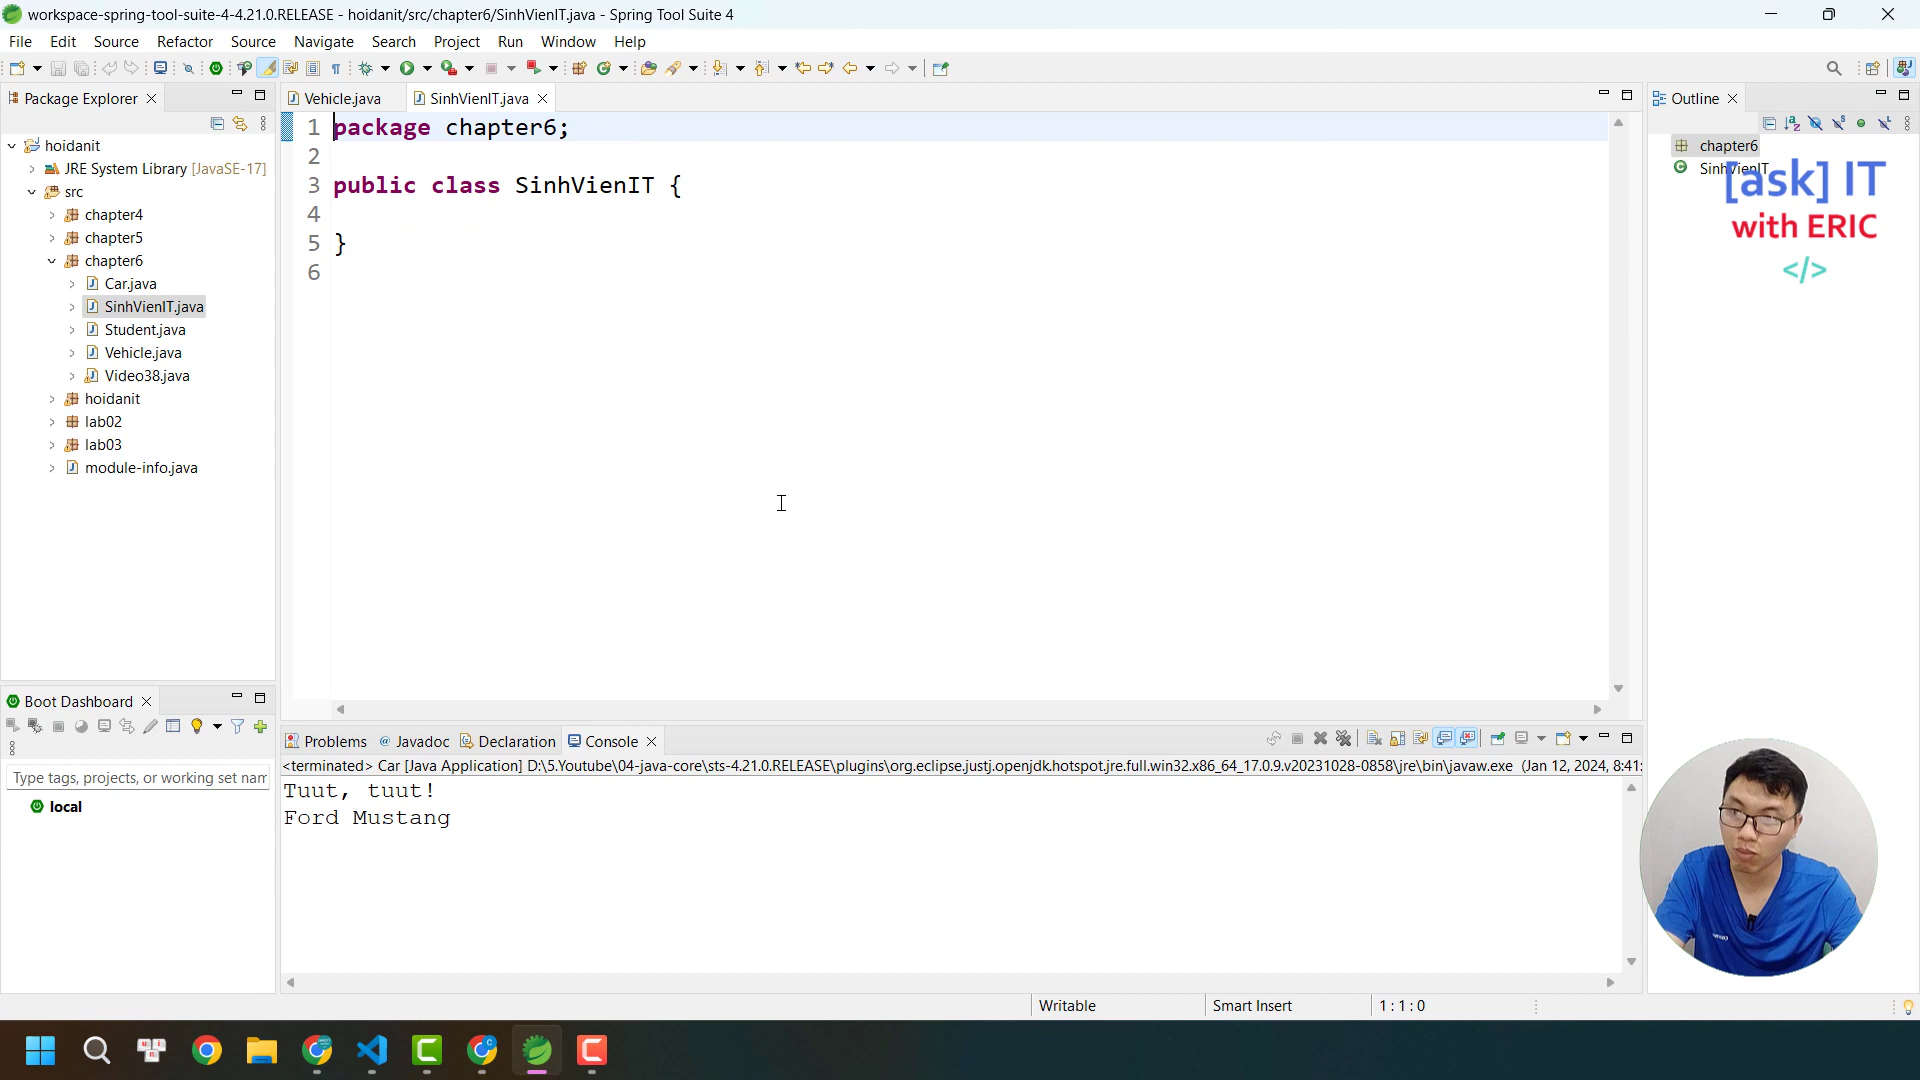 workspace-spring-tool-suite-4-4.21.0.RELEASE - hoidanit/src/chapter6/SinhVienIT.java - Spring Tool Suite 4
File Edit Source Refactor Source Navigate Search Project Run Window Help
Package Explorer
Vehicle.java
SinhVienIT.java
Outline
hoidanit
JRE System Library [JavaSE-17]
src
chapter4
chapter5
chapter6
Car.java
SinhVienIT.java
Student.java
Vehicle.java
Video38.java
hoidanit
lab02
lab03
module-info.java
1 package chapter6;
2
3 public class SinhVienIT {
4
5 }
6
chapter6
SinhVienIT
[ask] IT
with ERIC
</>
Boot Dashboard
Type tags, projects, or working set nam
local
Problems @ Javadoc Declaration Console
<terminated> Car [Java Application] D:\5.Youtube\04-java-core\sts-4.21.0.RELEASE\plugins\org.eclipse.justj.openjdk.hotspot.jre.full.win32.x86_64_17.0.9.v20231028-0858\jre\bin\javaw.exe (Jan 12, 2024, 8:41:
Tuut, tuut!
Ford Mustang
Writable
Smart Insert
1 : 1 : 0